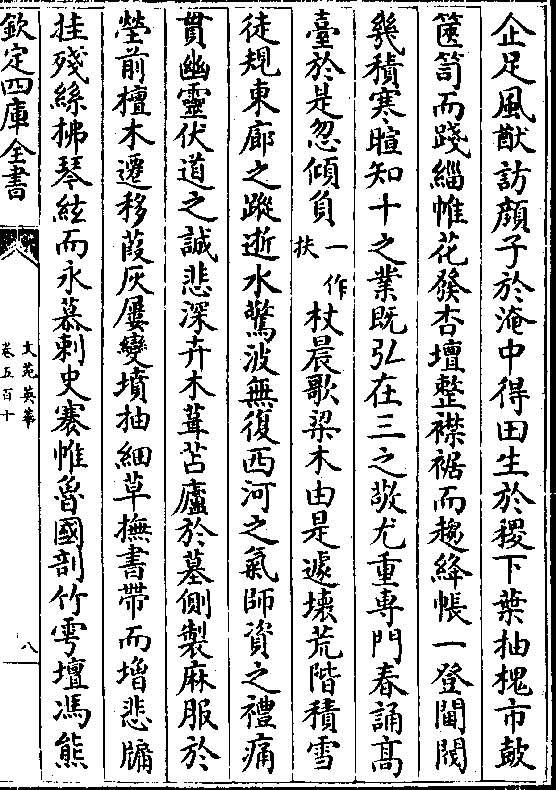 企足風猷訪顔子於淹中得田生於稷下葉抽槐市鼓
篋笥而踐緇帷花發杏壇整襟裾而趨絳帳一登閫閾
幾積寒暄知十之業既弘在三之敬尤重專門春誦髙
臺於是忽傾負一作扶杖晨歌梁木由是遽壊荒階積雪
徒規東廊之蹤逝水驚波無復西河之氣師資之禮痛
貫幽靈伏道之誠悲深卉木葺苫廬於墓側製麻服於
塋前檀木遷移葭灰屢變墳抽細草撫書帶而增悲牖
挂殘絲拂琴絃而永慕刺史褰帷魯國剖竹雩壇馮熊
欽定四庫全書
文苑英華
卷五百十
八